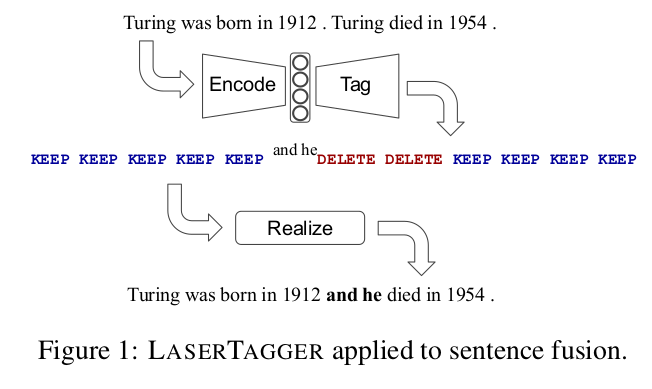 Turing was born in 1912 . Turing died in 1954 .
Encode
Tag
KEEP KEEP KEEP KEEP KEEP and he DELETE DELETE KEEP KEEP KEEP KEEP
Realize
Turing was born in 1912 and he died in 1954 .
Figure 1: LASERTAGGER applied to sentence fusion.